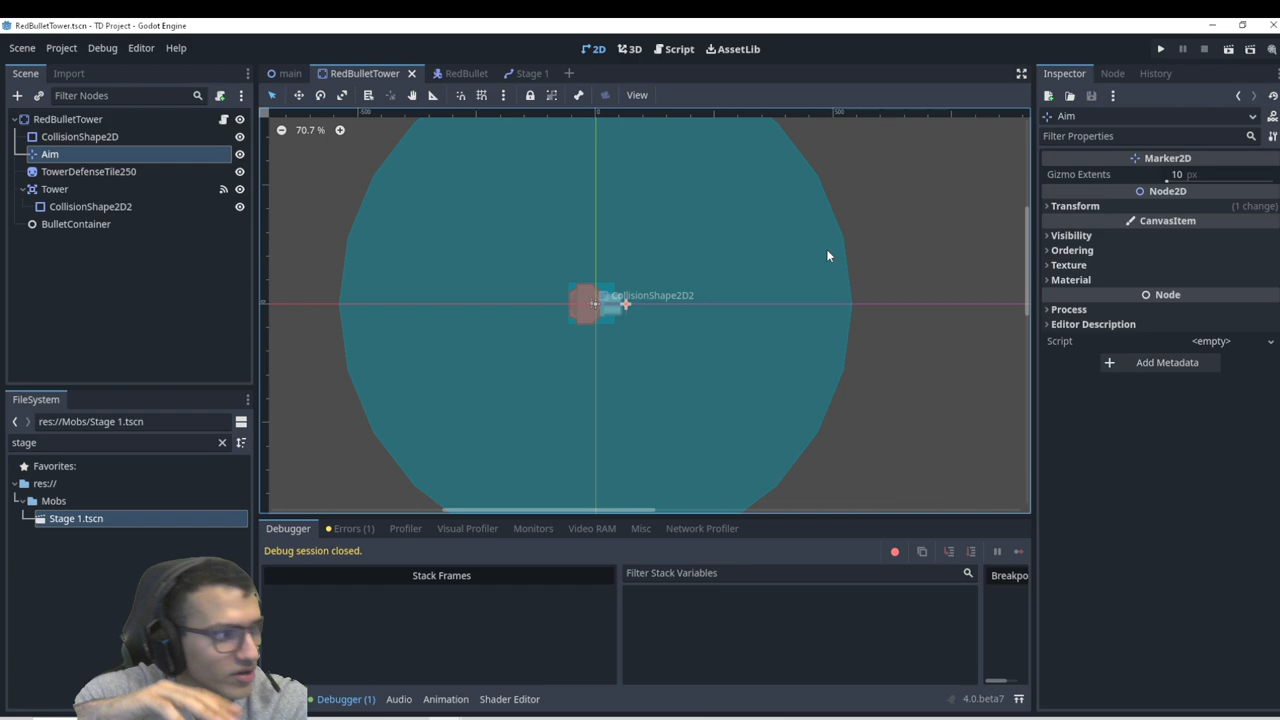 RedBulletTower.tscn - TD Project - Godot Engine
Scene Project Debug Editor Help
2D 3D Script AssetLib
Scene Import
main RedBulletTower RedBullet Stage 1
Inspector Node History
Filter Nodes
View
RedBulletTower
CollisionShape2D
Aim
TowerDefenseTile250
Tower
CollisionShape2D2
BulletContainer
-500 0 500
70.7 %
0
CollisionShape2D2
Aim
Filter Properties
Marker2D
Gizmo Extents 10 px
Node2D
Transform (1 change)
CanvasItem
Visibility
Ordering
Texture
Material
Node
Process
Editor Description
Script <empty>
Add Metadata
FileSystem
res://Mobs/Stage 1.tscn
stage
Favorites:
res://
Mobs
Stage 1.tscn
Debugger Errors (1) Profiler Visual Profiler Monitors Video RAM Misc Network Profiler
Debug session closed.
Stack Frames
Filter Stack Variables
Breakpo
Debugger (1) Audio Animation Shader Editor
4.0.beta7